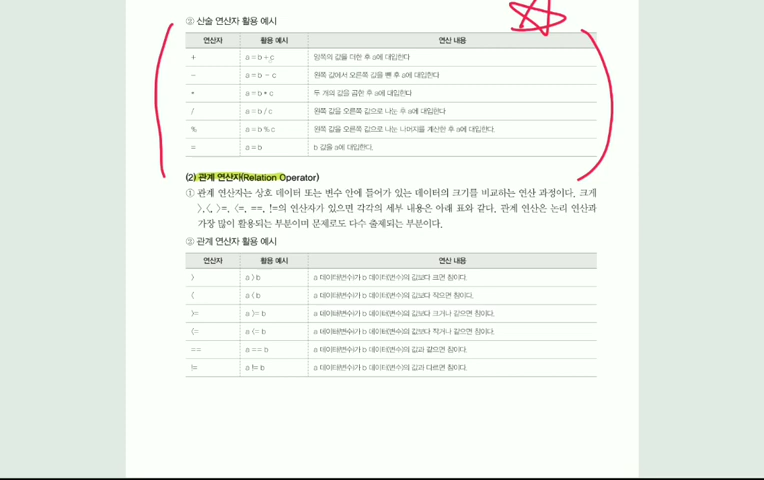 ② 산술 연산자 활용 예시
연산자 활용 예시 연산 내용
+ a = b + c 양쪽의 값을 더한 후 a에 대입한다
- a = b - c 왼쪽 값에서 오른쪽 값을 뺀 후 a에 대입한다
* a = b * c 두 개의 값을 곱한 후 a에 대입한다
/ a = b / c 왼쪽 값을 오른쪽 값으로 나눈 후 a에 대입한다
% a = b % c 왼쪽 값을 오른쪽 값으로 나눈 나머지를 계산한 후 a에 대입한다.
= a = b b 값을 a에 대입한다.
(2) 관계 연산자(Relation Operator)
① 관계 연산자는 상호 데이터 또는 변수 안에 들어가 있는 데이터의 크기를 비교하는 연산 과정이다. 크게
>,<, >=, <=, ==, !=의 연산자가 있으면 각각의 세부 내용은 아래 표와 같다. 관계 연산은 논리 연산과
가장 많이 활용되는 부분이며 문제로도 다수 출제되는 부분이다.
② 관계 연산자 활용 예시
연산자 활용 예시 연산 내용
> a > b a 데이터(변수)가 b 데이터(변수)의 값보다 크면 참이다.
< a < b a 데이터(변수)가 b 데이터(변수)의 값보다 작으면 참이다.
>= a >= b a 데이터(변수)가 b 데이터(변수)의 값보다 크거나 같으면 참이다.
<= a <= b a 데이터(변수)가 b 데이터(변수)의 값보다 작거나 같으면 참이다.
== a == b a 데이터(변수)가 b 데이터(변수)의 값과 같으면 참이다.
!= a != b a 데이터(변수)가 b 데이터(변수)의 값과 다르면 참이다.